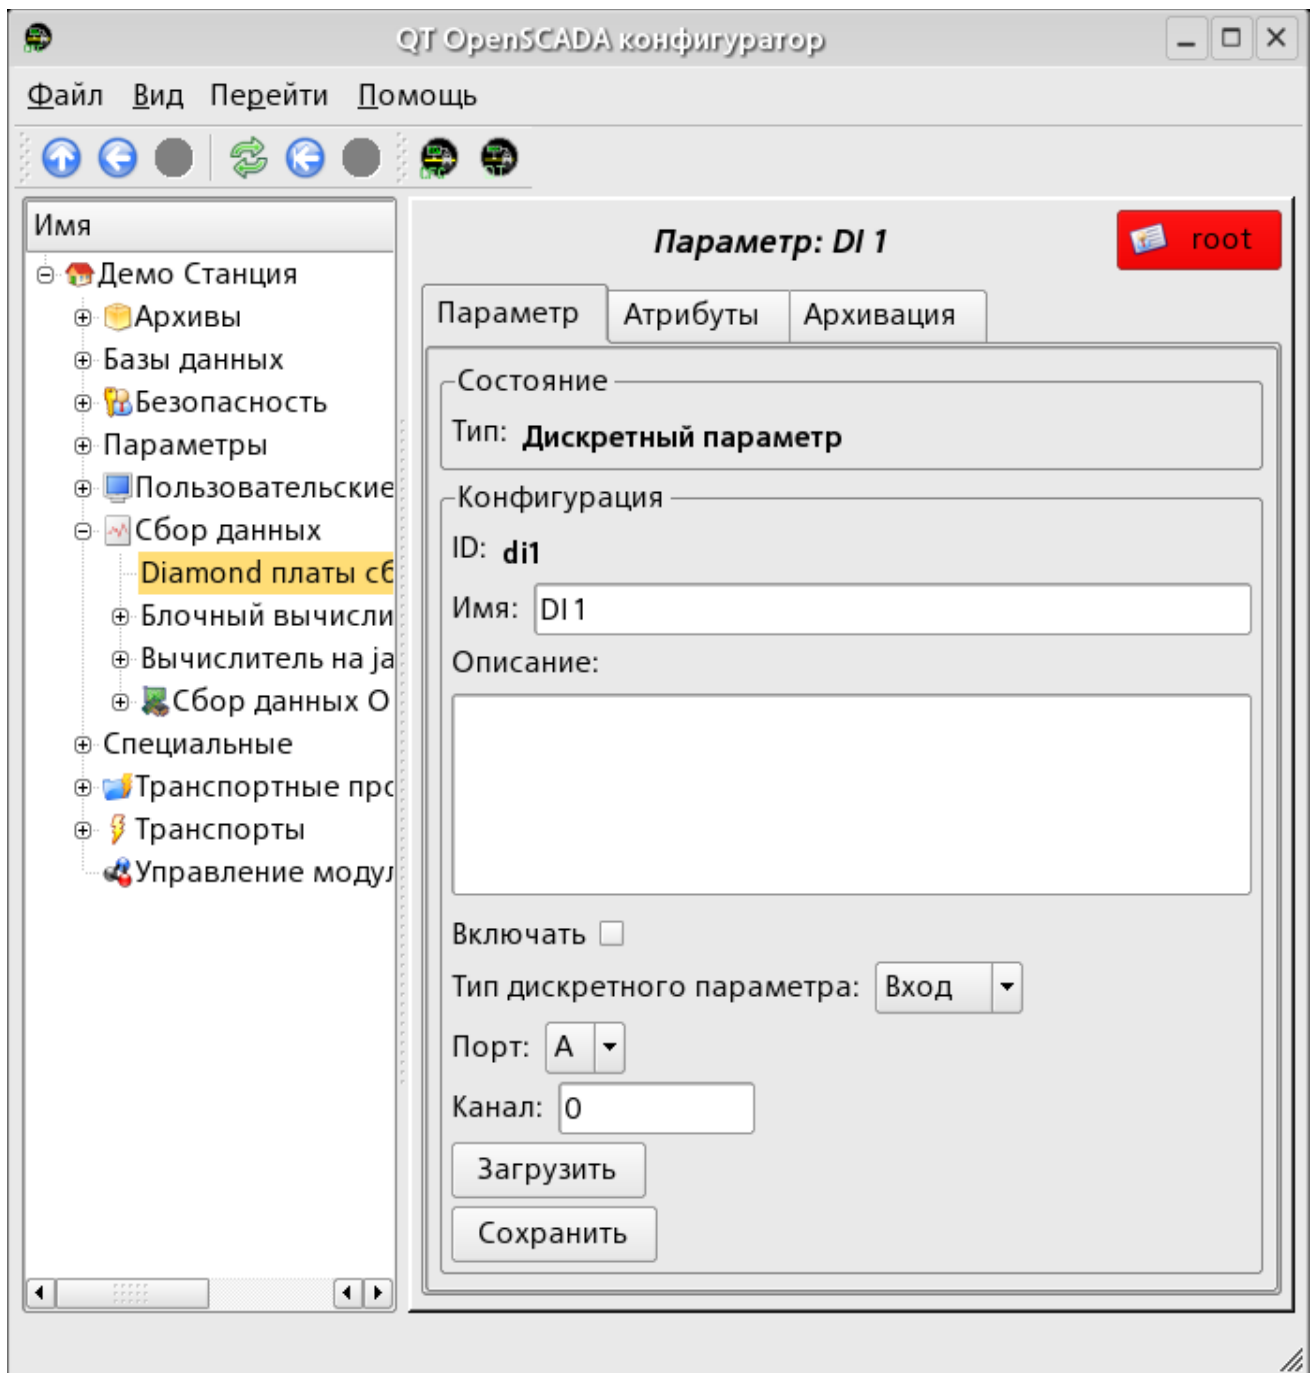 QT OpenSCADA конфигуратор
Файл Вид Перейти Помощь
Имя
Демо Станция
Архивы
Базы данных
Безопасность
Параметры
Пользовательские
Сбор данных
Diamond платы сб
Блочный вычисли
Вычислитель на ja
Сбор данных О
Специальные
Транспортные про
Транспорты
Управление модул
Параметр: DI 1
root
Параметр Атрибуты Архивация
Состояние
Тип: Дискретный параметр
Конфигурация
ID: di1
Имя: DI 1
Описание:
Включать
Тип дискретного параметра: Вход
Порт: A
Канал: 0
Загрузить
Сохранить